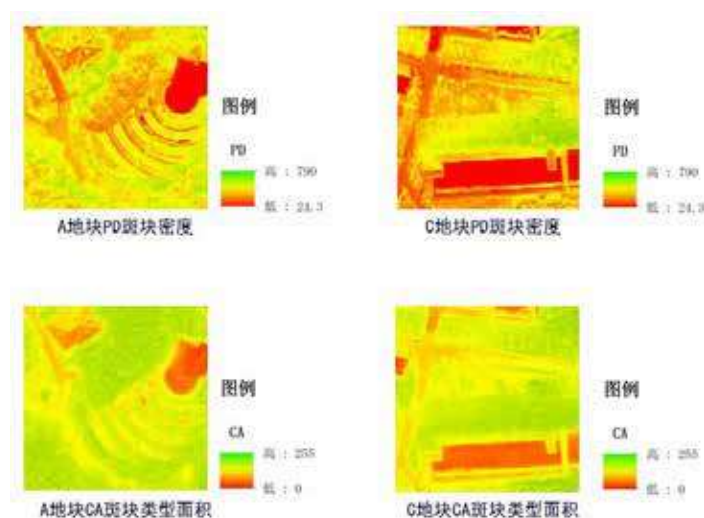 图例
PD
高 : 790
低 : 24.3
A地块PD斑块密度
图例
PD
高 : 790
低 : 24.3
C地块PD斑块密度
图例
CA
高 : 255
低 : 0
A地块CA斑块类型面积
图例
CA
高 : 255
低 : 0
C地块CA斑块类型面积